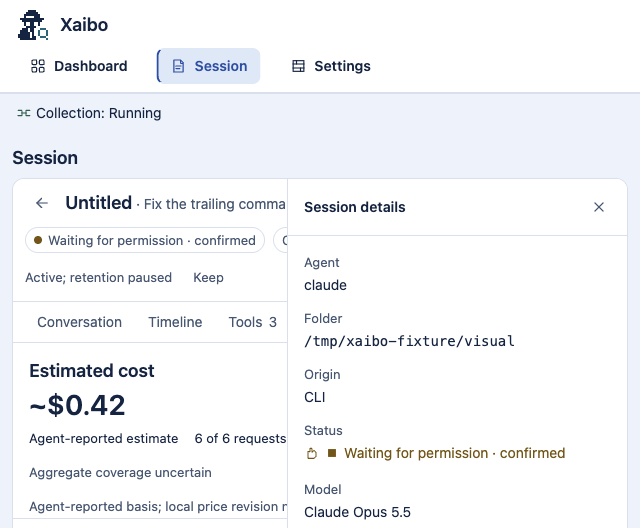 Xaibo
Dashboard
Session
Settings
Collection: Running
Session
Untitled · Fix the trailing comma
Waiting for permission · confirmed
Active; retention paused
Keep
Conversation
Timeline
Tools 3
Estimated cost
~$0.42
Agent-reported estimate
6 of 6 requests
Aggregate coverage uncertain
Agent-reported basis; local price revision
Session details
Agent
claude
Folder
/tmp/xaibo-fixture/visual
Origin
CLI
Status
Waiting for permission · confirmed
Model
Claude Opus 5.5